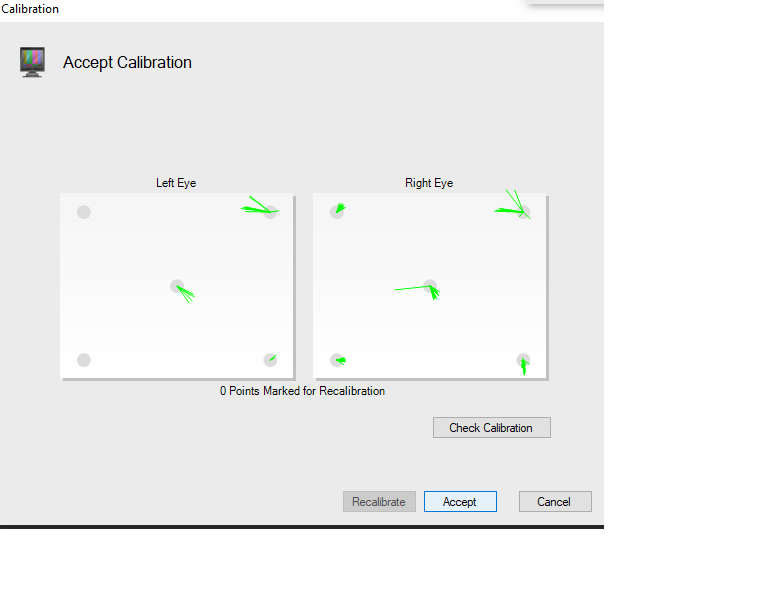 Calibration
Accept Calibration
Left Eye
Right Eye
0 Points Marked for Recalibration
Check Calibration
Recalibrate
Accept
Cancel